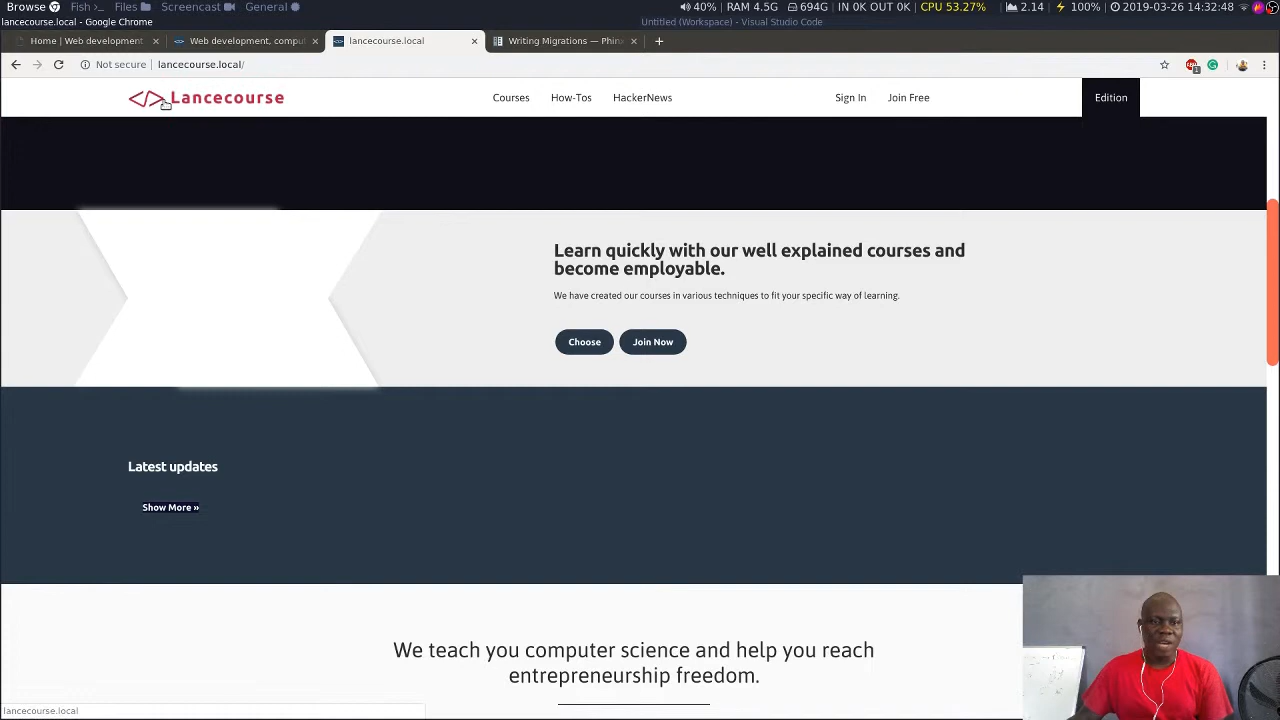 Browse Fish >_ Files Screencast General 40% RAM 4.5G 694G IN 0K OUT 0K CPU 53.27% 2.14 100% 2019-03-26 14:32:48
lancecourse.local - Google Chrome Untitled (Workspace) - Visual Studio Code
Home | Web development Web development, compu lancecourse.local Writing Migrations — Phin
Not secure lancecourse.local/
</> Lancecourse Courses How-Tos HackerNews Sign In Join Free Edition
Learn quickly with our well explained courses and
become employable.
We have created our courses in various techniques to fit your specific way of learning.
Choose Join Now
Latest updates
Show More »
We teach you computer science and help you reach
entrepreneurship freedom.
lancecourse.local